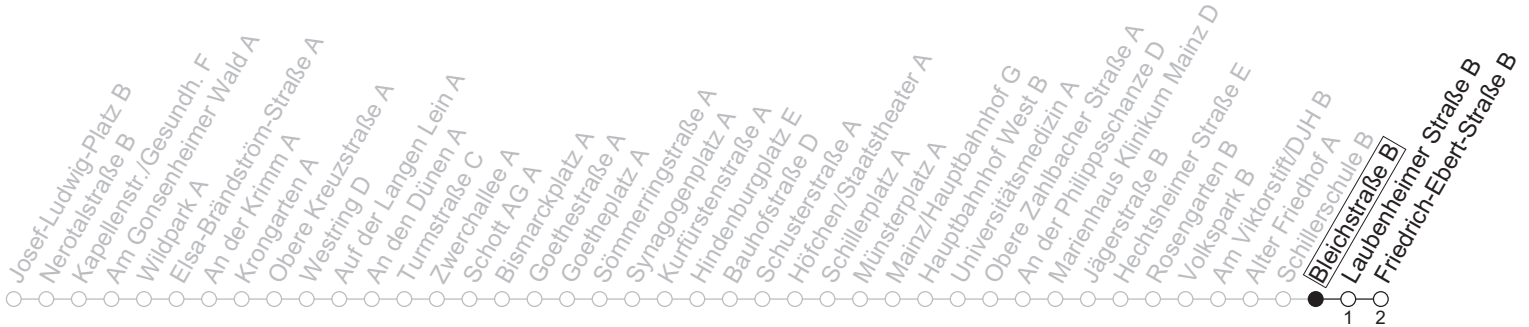 Josef-Ludwig-Platz B
Nerotalstraße B
Kapellenstr./Gesundh. F
Am Gonsenheimer Wald A
Wildpark A
Elsa-Brändström-Straße A
An der Krimm A
Krongarten A
Obere Kreuzstraße A
Westring D
Auf der Langen Lein A
An den Dünen A
Turmstraße C
Zwerchallee A
Schott AG A
Bismarckplatz A
Goethestraße A
Goetheplatz A
Sömmerringstraße A
Synagogenplatz A
Kurfürstenstraße A
Hindenburgplatz E
Bauhofstraße D
Schusterstraße A
Höfchen/Staatstheater A
Schillerplatz A
Münsterplatz A
Mainz/Hauptbahnhof G
Hauptbahnhof West B
Universitätsmedizin A
Obere Zahlbacher Straße A
An der Philippsschanze D
Marienhaus Klinikum Mainz D
Jägerstraße B
Hechtsheimer Straße E
Rosengarten B
Volkspark B
Am Viktorstift/DJH B
Alter Friedhof A
Schillerschule B
Bleichstraße B
Laubenheimer Straße B
Friedrich-Ebert-Straße B
1 2